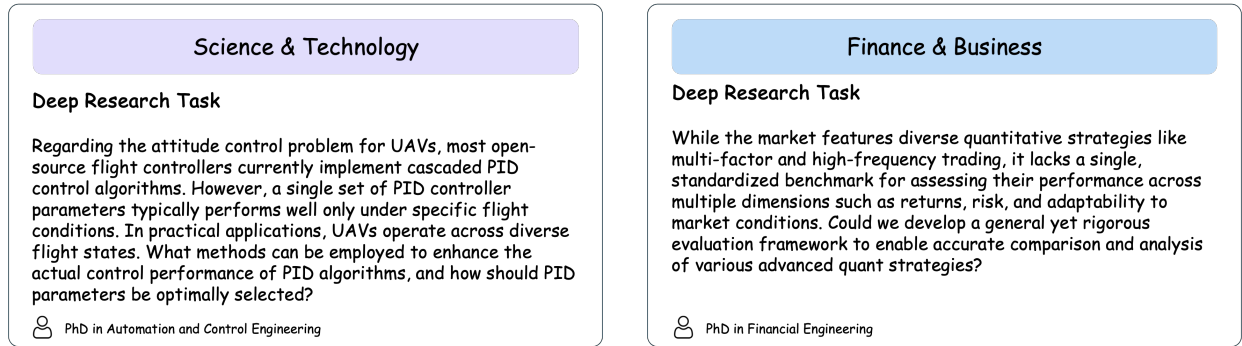 Science & Technology
Deep Research Task
Regarding the attitude control problem for UAVs, most open-
source flight controllers currently implement cascaded PID
control algorithms. However, a single set of PID controller
parameters typically performs well only under specific flight
conditions. In practical applications, UAVs operate across diverse
flight states. What methods can be employed to enhance the
actual control performance of PID algorithms, and how should PID
parameters be optimally selected?
PhD in Automation and Control Engineering
Finance & Business
Deep Research Task
While the market features diverse quantitative strategies like
multi-factor and high-frequency trading, it lacks a single,
standardized benchmark for assessing their performance across
multiple dimensions such as returns, risk, and adaptability to
market conditions. Could we develop a general yet rigorous
evaluation framework to enable accurate comparison and analysis
of various advanced quant strategies?
PhD in Financial Engineering